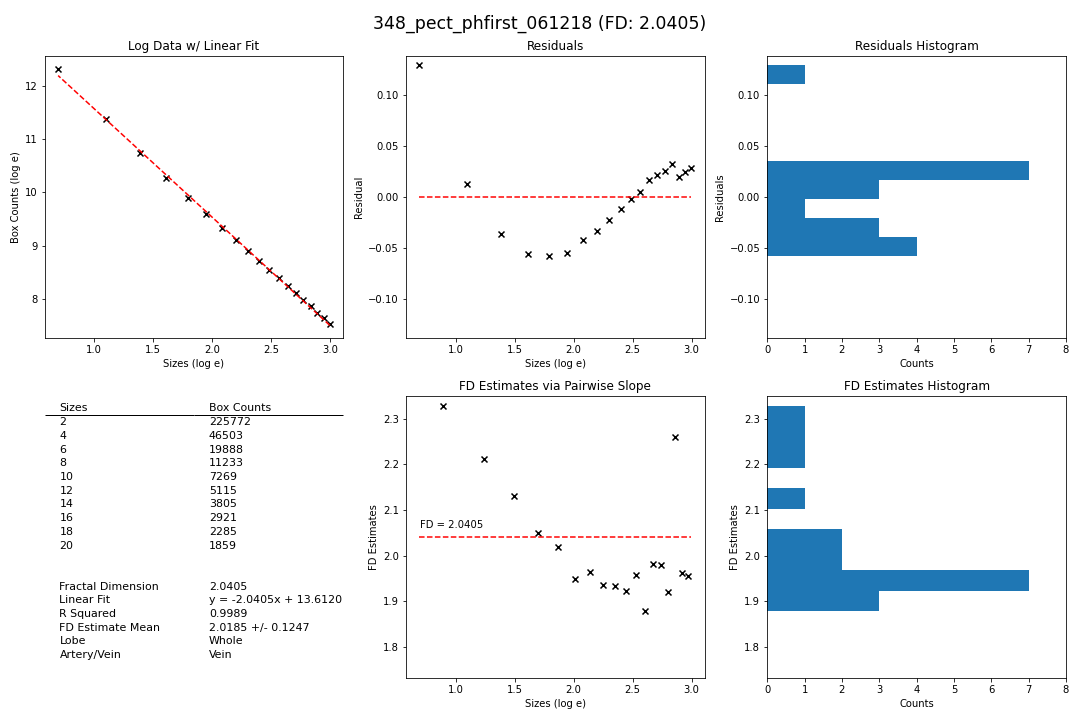 348_pect_phfirst_061218 (FD: 2.0405)
Log Data w/ Linear Fit
Box Counts (log e)
12
11
10
9
8
1.0 1.5 2.0 2.5 3.0
Sizes (log e)
Residuals
Residual
0.10
0.05
0.00
−0.05
−0.10
1.0 1.5 2.0 2.5 3.0
Sizes (log e)
Residuals Histogram
Residuals
0.10
0.05
0.00
−0.05
−0.10
0 1 2 3 4 5 6 7 8
Counts
Sizes Box Counts
2 225772
4 46503
6 19888
8 11233
10 7269
12 5115
14 3805
16 2921
18 2285
20 1859
Fractal Dimension 2.0405
Linear Fit y = -2.0405x + 13.6120
R Squared 0.9989
FD Estimate Mean 2.0185 +/- 0.1247
Lobe Whole
Artery/Vein Vein
FD Estimates via Pairwise Slope
FD Estimates
2.3
2.2
2.1
2.0
1.9
1.8
FD = 2.0405
1.0 1.5 2.0 2.5 3.0
Sizes (log e)
FD Estimates Histogram
FD Estimates
2.3
2.2
2.1
2.0
1.9
1.8
0 1 2 3 4 5 6 7 8
Counts